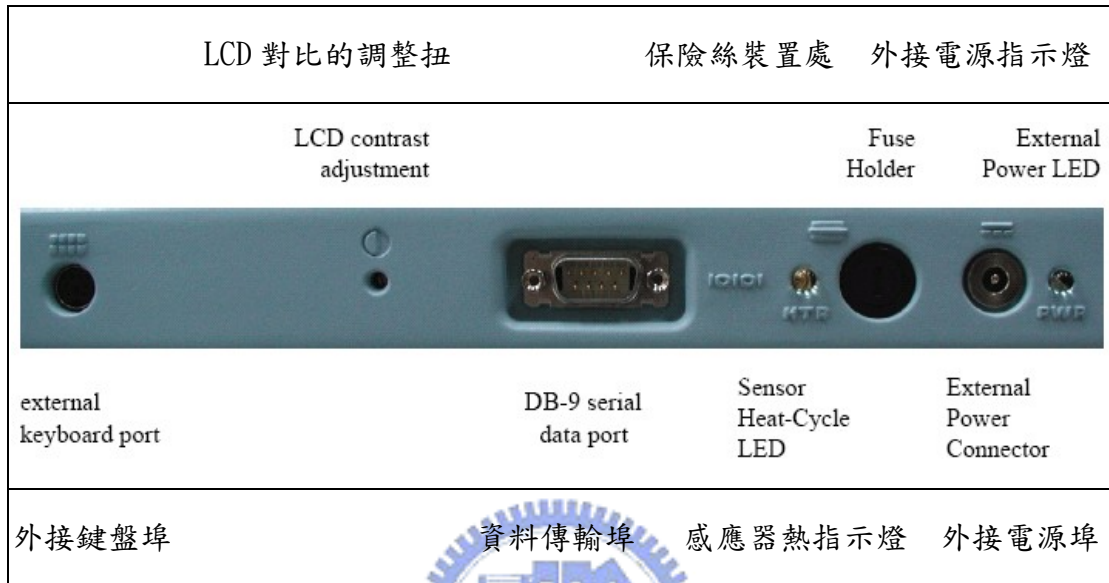 LCD 對比的調整扭 保險絲裝置處 外接電源指示燈
LCD contrast
adjustment
Fuse
Holder
External
Power LED
IOIOI
HTR
PWR
external
keyboard port
DB-9 serial
data port
Sensor
Heat-Cycle
LED
External
Power
Connector
外接鍵盤埠 資料傳輸埠 感應器熱指示燈 外接電源埠